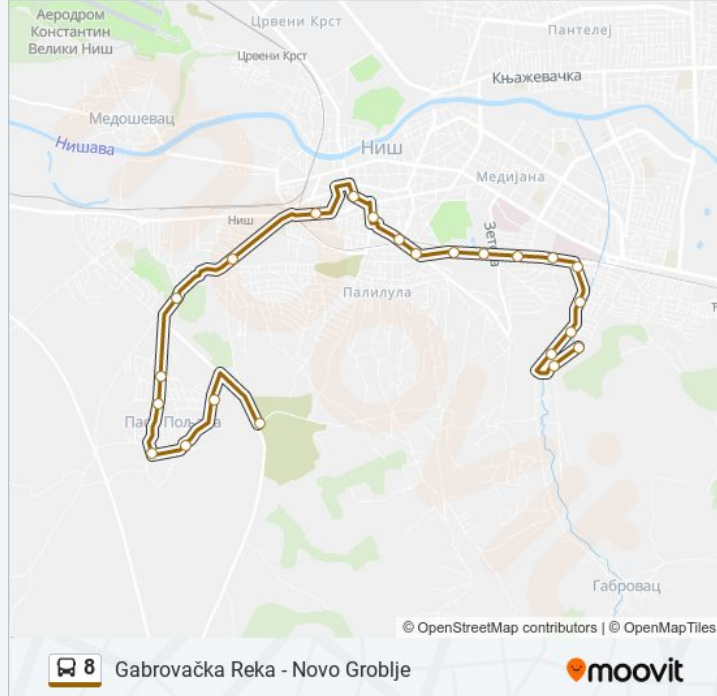 Аеродром
Константин
Велики Ниш
Црвени Крст
Пантелеј
Црвени Крст
Књажевачка
Медошевац
Нишава
Ниш
Медијана
Ниш
Зетска
Палилула
Паси Пољана
Габровац
© OpenStreetMap contributors | © OpenMapTiles
8 Gabrovačka Reka - Novo Groblje
moovit